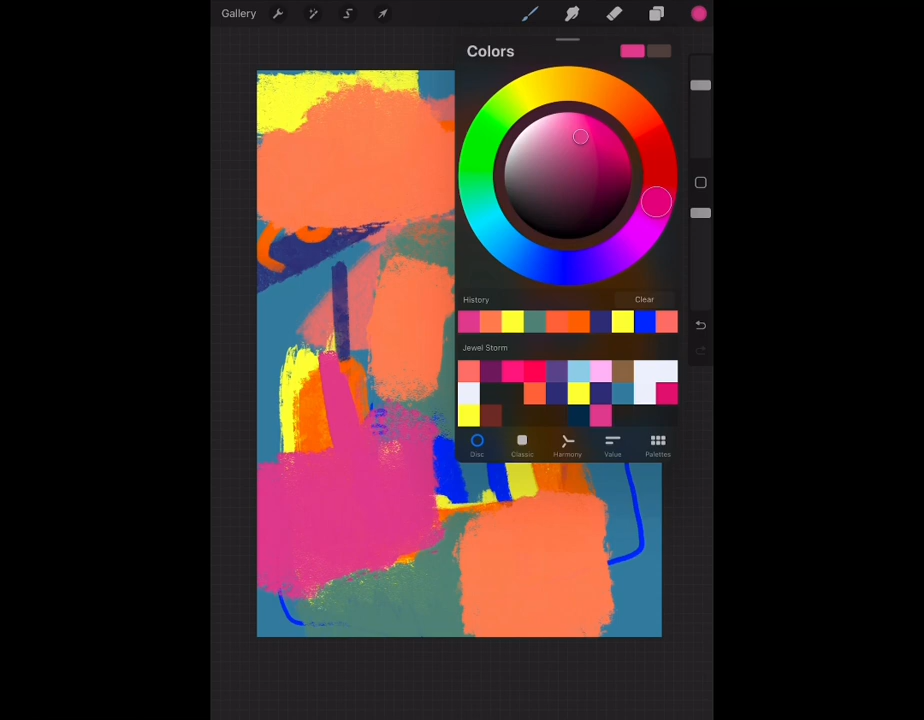 Gallery
Colors
History Clear
Jewel Storm
Disc Classic Harmony Value Palettes